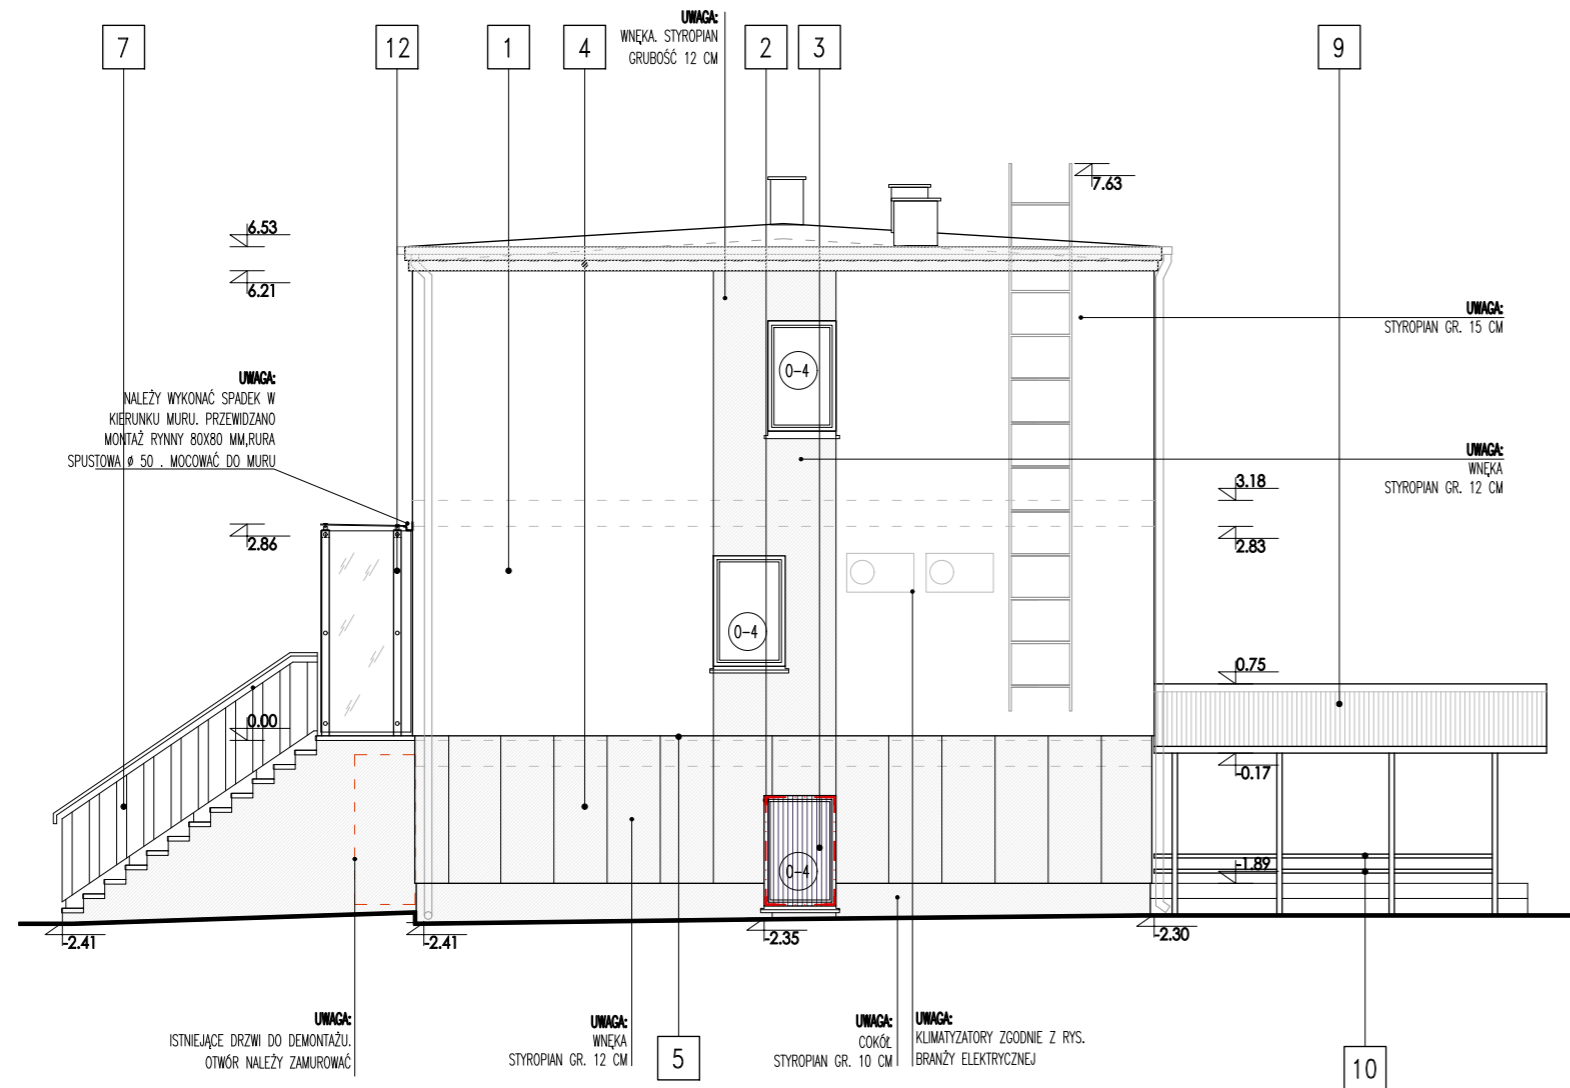 UWAGA:
WNĘKA. STYROPIAN
GRUBOŚĆ 12 CM
7
12
1
4
2
3
9
7.63
6.53
6.21
UWAGA:
STYROPIAN GR. 15 CM
O-4
UWAGA:
NALEŻY WYKONAĆ SPADEK W
KIERUNKU MURU. PRZEWIDZANO
MONTAŻ RYNNY 80X80 MM,RURA
SPUSTOWA ø 50 . MOCOWAĆ DO MURU
UWAGA:
WNĘKA
STYROPIAN GR. 12 CM
3.18
2.86
2.83
O-4
0.75
0.00
-0.17
-1.89
O-4
-2.41
-2.41
-2.35
-2.30
UWAGA:
ISTNIEJĄCE DRZWI DO DEMONTAŻU.
OTWÓR NALEŻY ZAMUROWAĆ
UWAGA:
WNĘKA
STYROPIAN GR. 12 CM
5
UWAGA:
COKÓŁ
STYROPIAN GR. 10 CM
UWAGA:
KLIMATYZATORY ZGODNIE Z RYS.
BRANŻY ELEKTRYCZNEJ
10